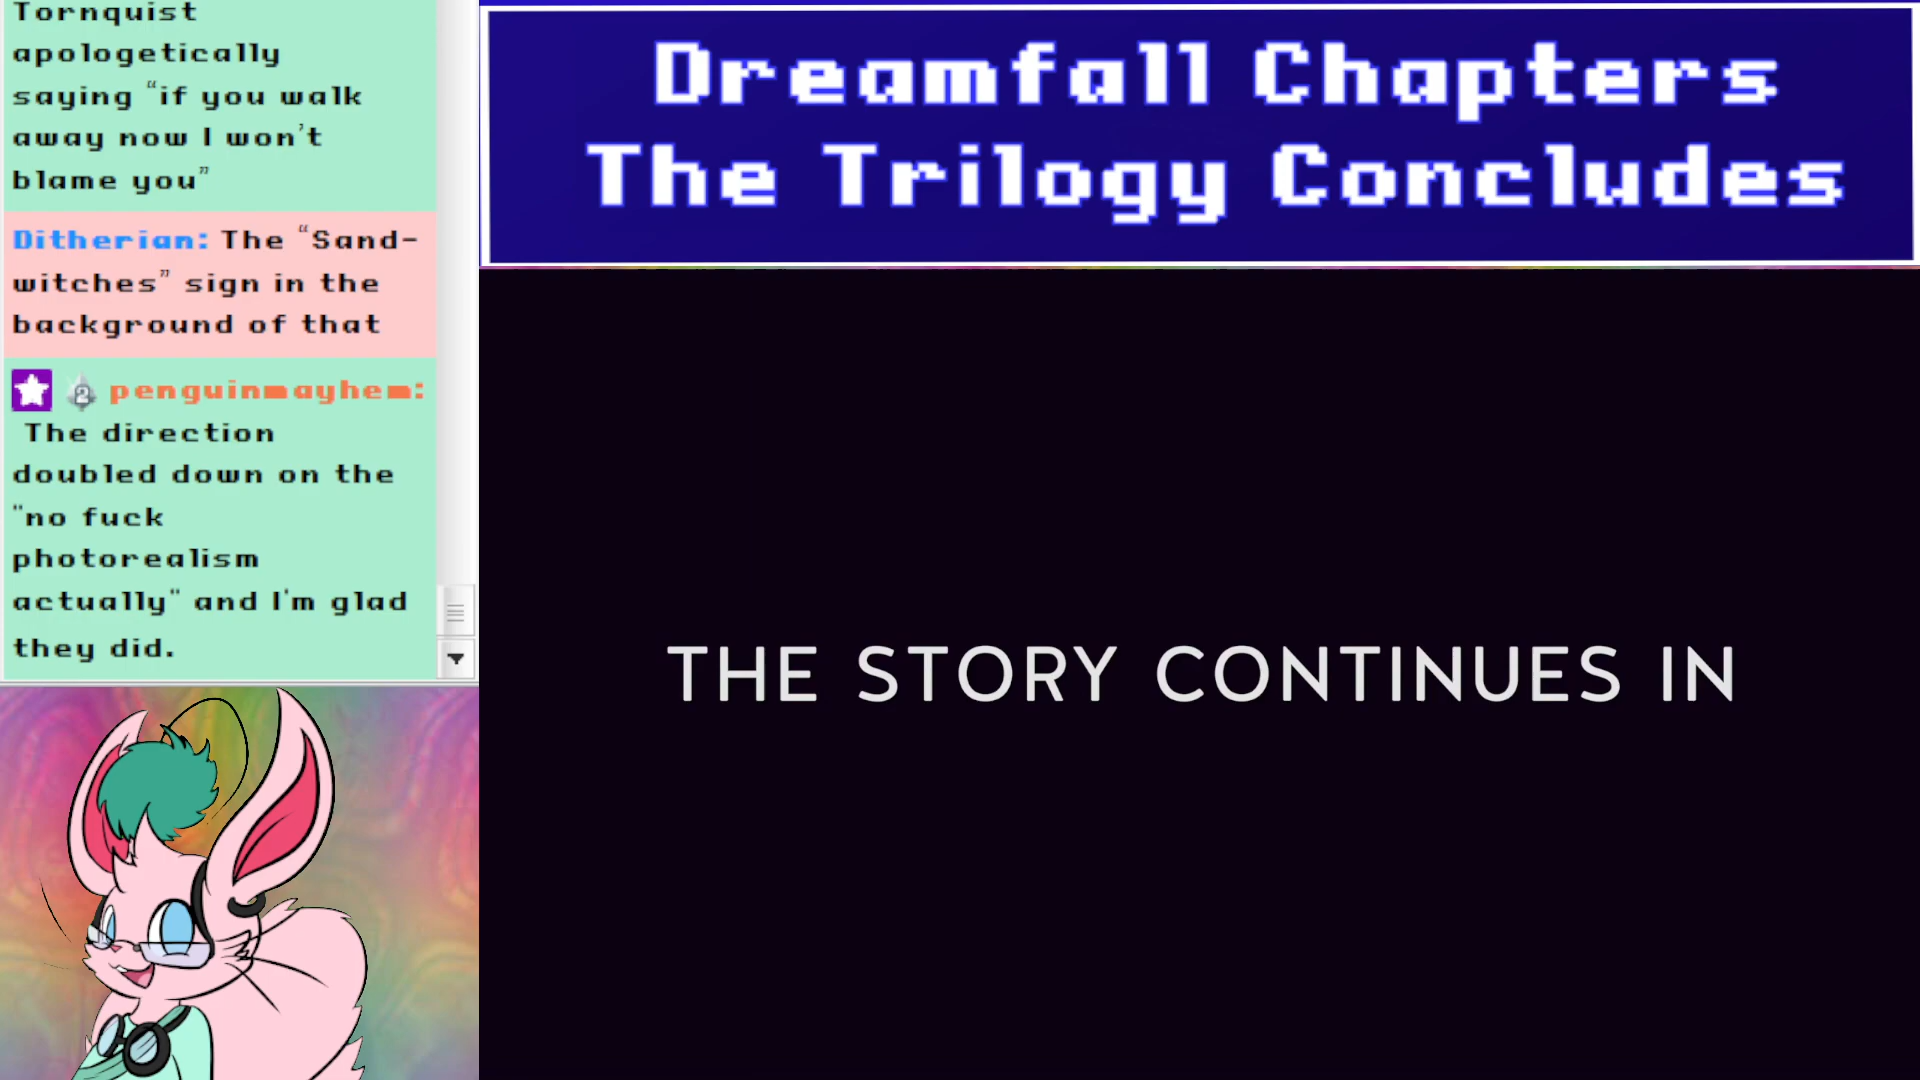 Tornquist
apologetically
saying “if you walk
away now I won’t
blame you”
Ditherian: The “Sand-
witches” sign in the
background of that
2 penguinmayhem:
The direction
doubled down on the
"no fuck
photorealism
actually" and I'm glad
they did.
Dreamfall Chapters
The Trilogy Concludes
THE STORY CONTINUES IN